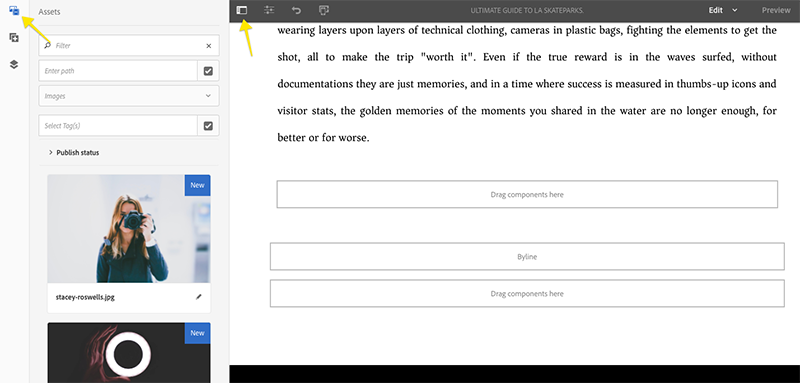 Assets
Filter
Enter path
Images
Select Tag(s)
Publish status
New
stacey-roswells.jpg
New
ULTIMATE GUIDE TO LA SKATEPARKS.
Edit
Preview
wearing layers upon layers of technical clothing, cameras in plastic bags, fighting the elements to get the
shot, all to make the trip "worth it". Even if the true reward is in the waves surfed, without
documentations they are just memories, and in a time where success is measured in thumbs-up icons and
visitor stats, the golden memories of the moments you shared in the water are no longer enough, for
better or for worse.
Drag components here
Byline
Drag components here